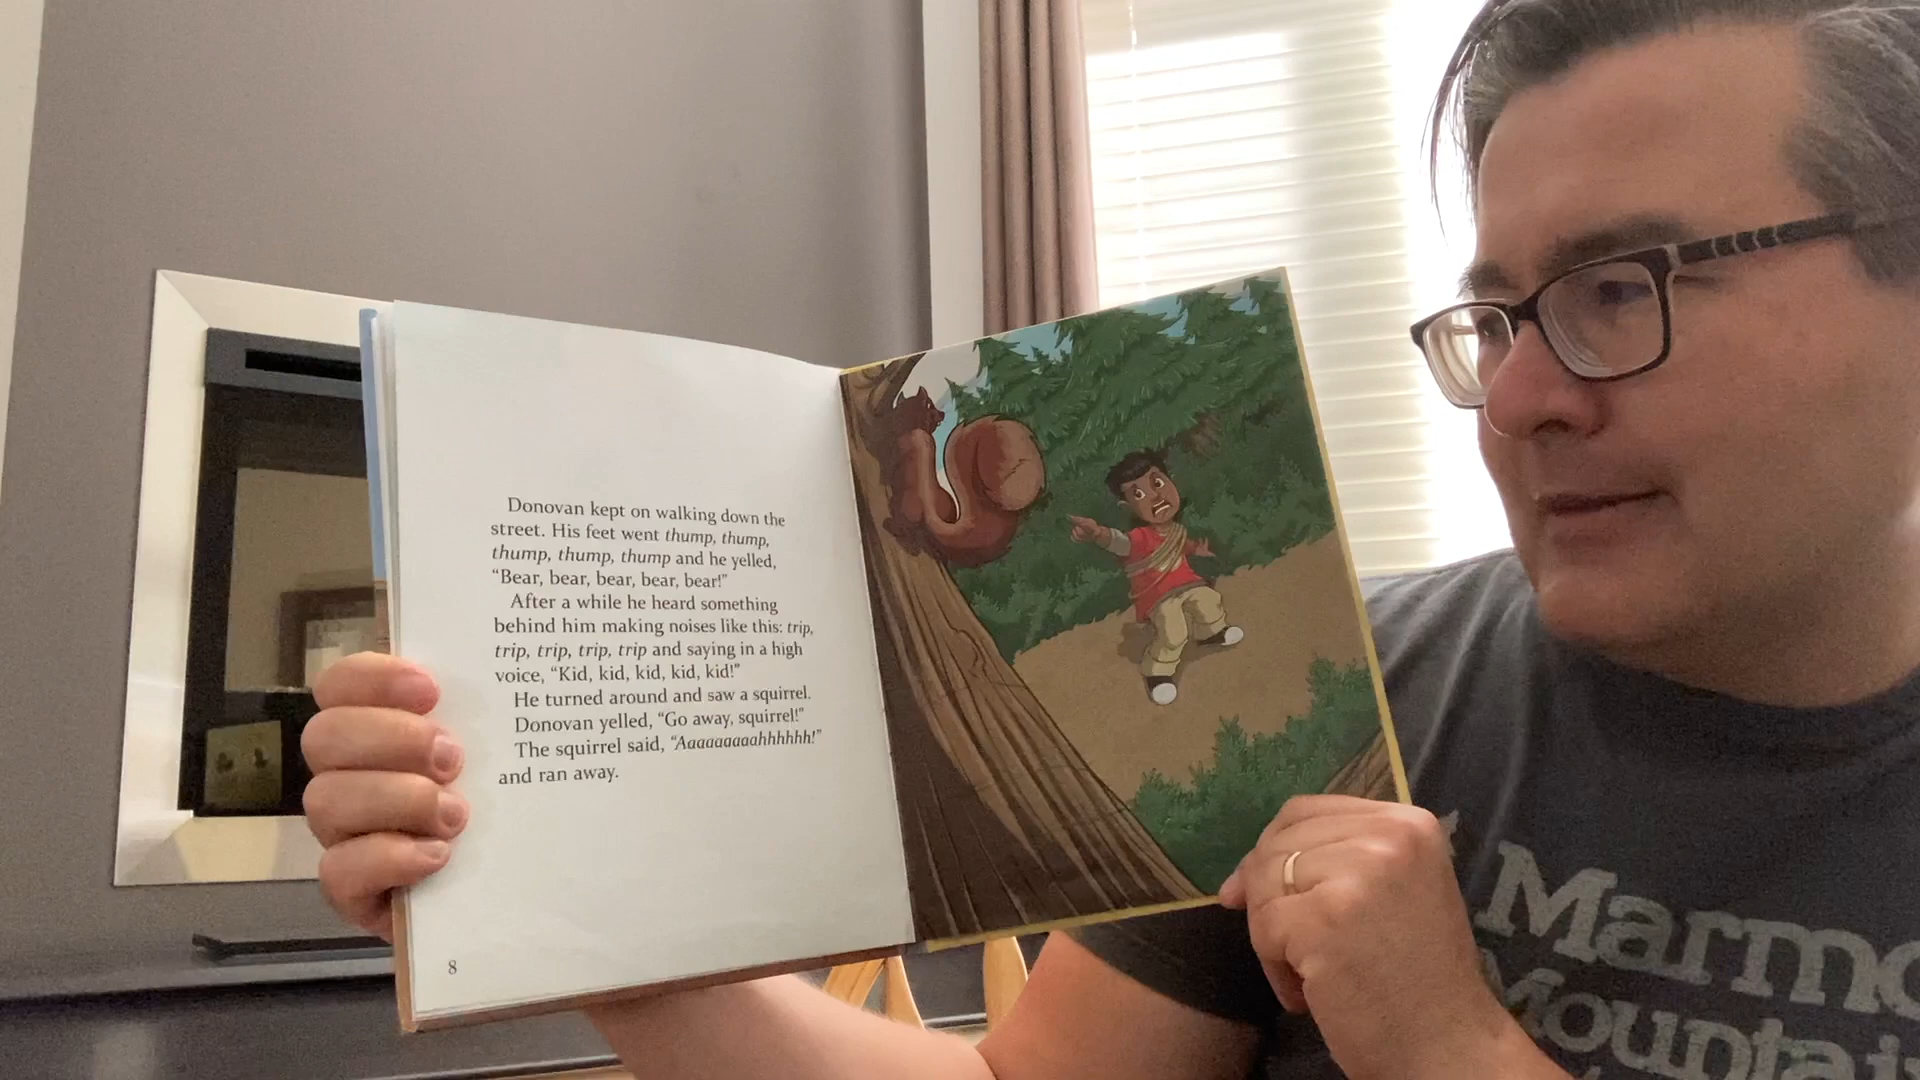 Donovan kept on walking down the
street. His feet went thump, thump,
thump, thump, thump and he yelled,
“Bear, bear, bear, bear, bear!”
After a while he heard something
behind him making noises like this: trip,
trip, trip, trip, trip and saying in a high
voice, “Kid, kid, kid, kid, kid!”
He turned around and saw a squirrel.
Donovan yelled, “Go away, squirrel!”
The squirrel said, “Aaaaaaaaahhhhhh!”
and ran away.
8
Marmo
Mountai